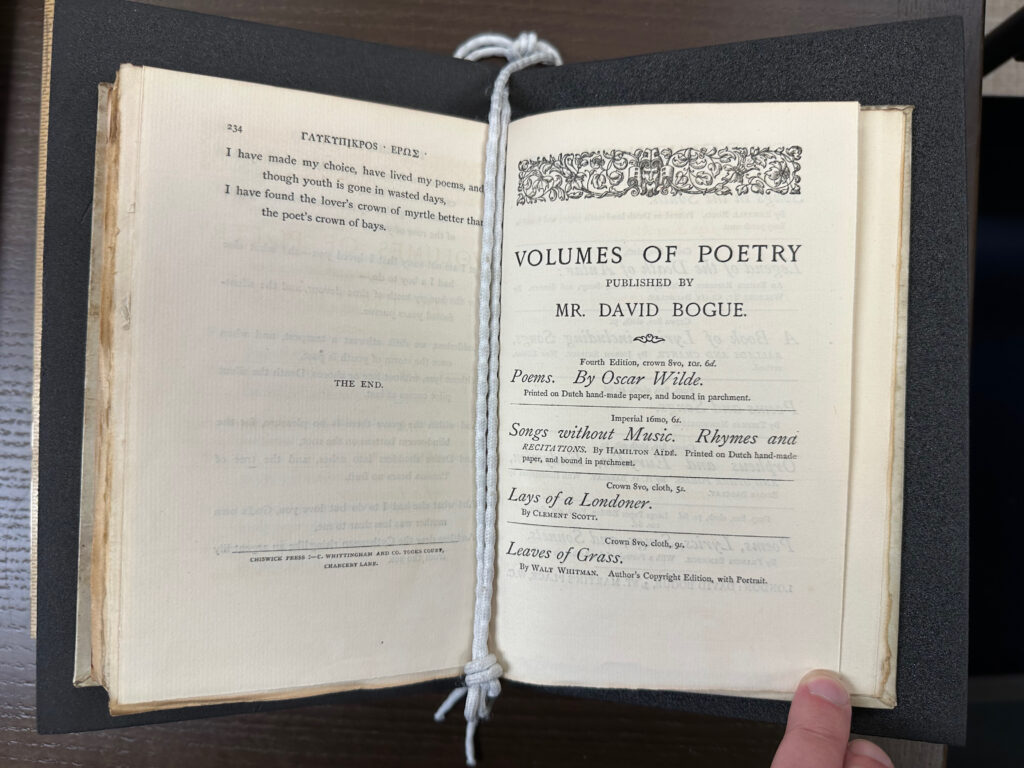 234
ΓΛΥΚΥΠΙΚΡΟΣ · ΕΡΩΣ ·
I have made my choice, have lived my poems, and
though youth is gone in wasted days,
I have found the lover's crown of myrtle better than
the poet's crown of bays.
THE END.
CHISWICK PRESS :—C. WHITTINGHAM AND CO. TOOKS COURT,
CHANCERY LANE.
VOLUMES OF POETRY
PUBLISHED BY
MR. DAVID BOGUE.
Fourth Edition, crown 8vo, 10s. 6d.
Poems. By Oscar Wilde.
Printed on Dutch hand-made paper, and bound in parchment.
Imperial 16mo, 6s.
Songs without Music. Rhymes and
RECITATIONS. By HAMILTON AIDÉ. Printed on Dutch hand-made
paper, and bound in parchment.
Crown 8vo, cloth, 5s.
Lays of a Londoner.
By CLEMENT SCOTT.
Crown 8vo, cloth, 9s.
Leaves of Grass.
By WALT WHITMAN. Author's Copyright Edition, with Portrait.